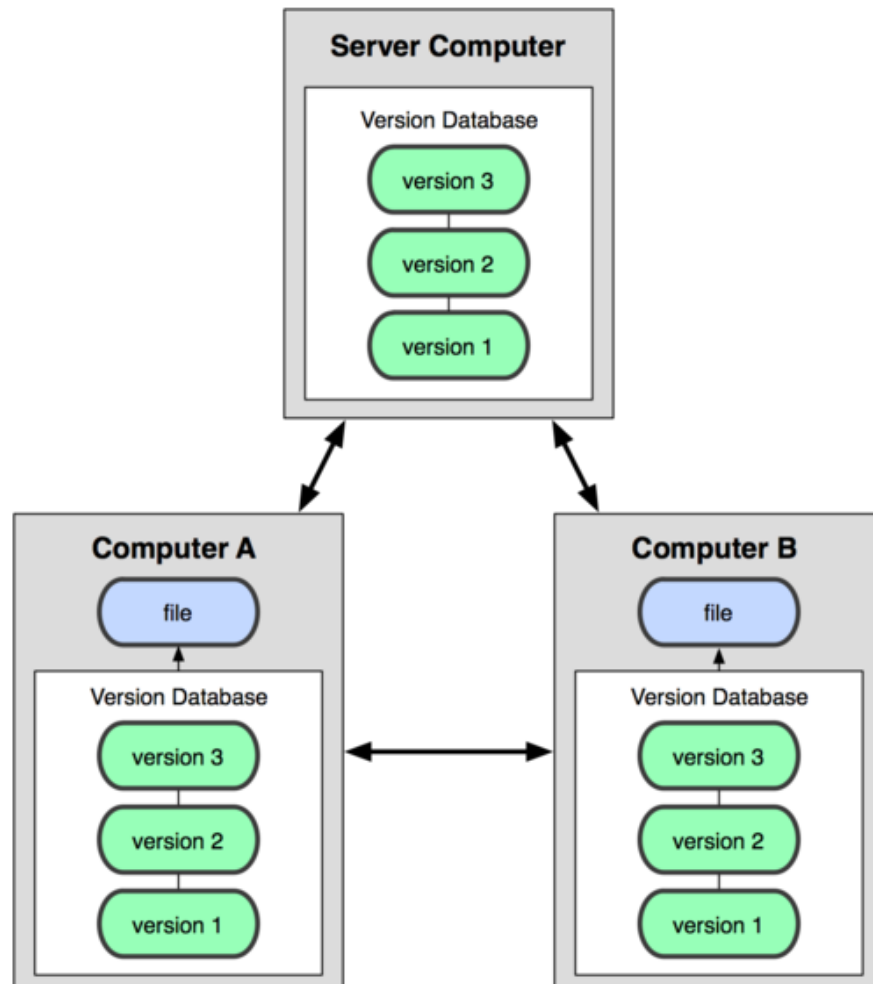 Server Computer
Version Database
version 3
version 2
version 1
Computer A
file
Version Database
version 3
version 2
version 1
Computer B
file
Version Database
version 3
version 2
version 1